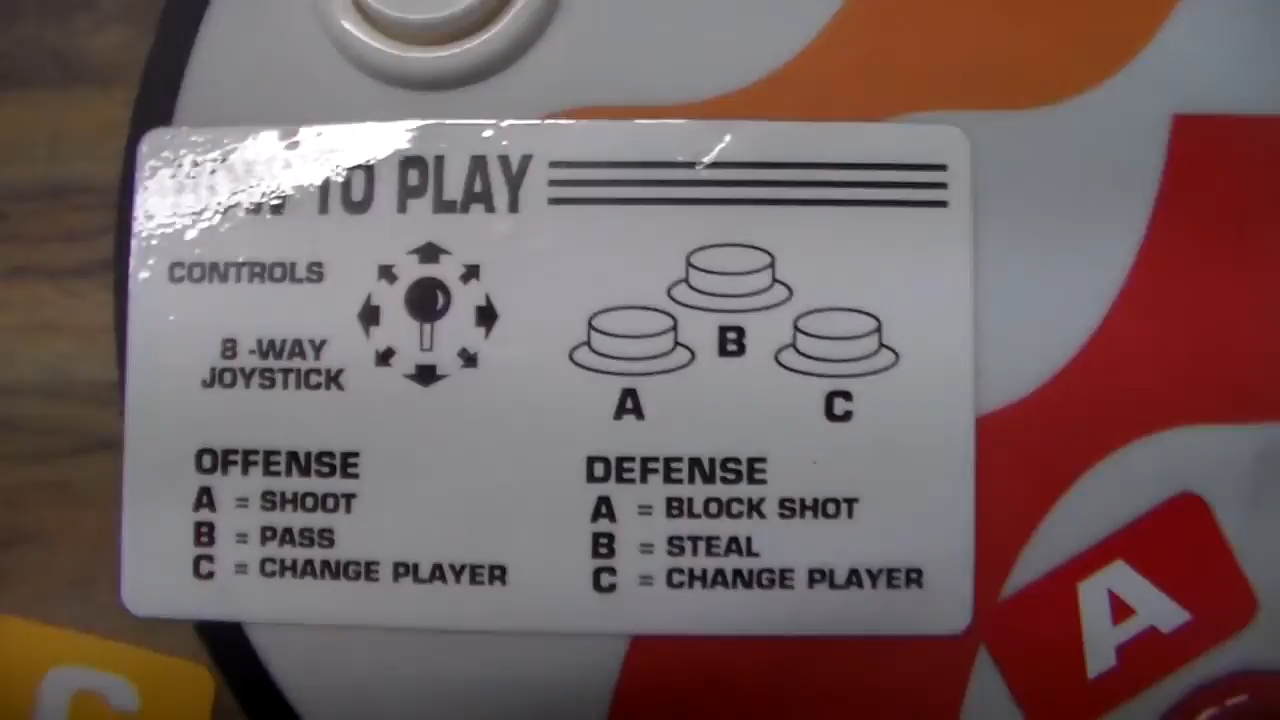 TO PLAY
CONTROLS
8 -WAY
JOYSTICK
A
B
C
OFFENSE
A = SHOOT
B = PASS
C = CHANGE PLAYER
DEFENSE
A = BLOCK SHOT
B = STEAL
C = CHANGE PLAYER
A
C